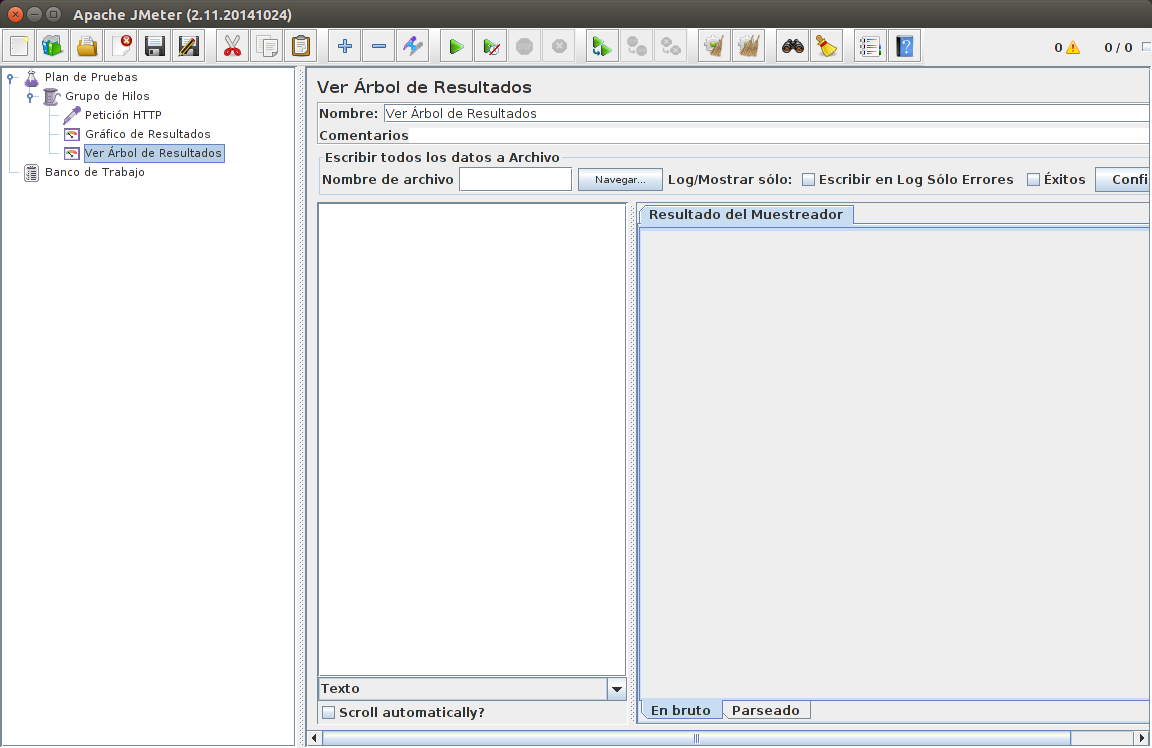 Apache JMeter (2.11.20141024)
0
0 / 0
Plan de Pruebas
Grupo de Hilos
Petición HTTP
Gráfico de Resultados
Ver Árbol de Resultados
Banco de Trabajo
Ver Árbol de Resultados
Nombre: Ver Árbol de Resultados
Comentarios
Escribir todos los datos a Archivo
Nombre de archivo Navegar... Log/Mostrar sólo: Escribir en Log Sólo Errores Éxitos Confi
Resultado del Muestreador
Texto
Scroll automatically?
En bruto Parseado